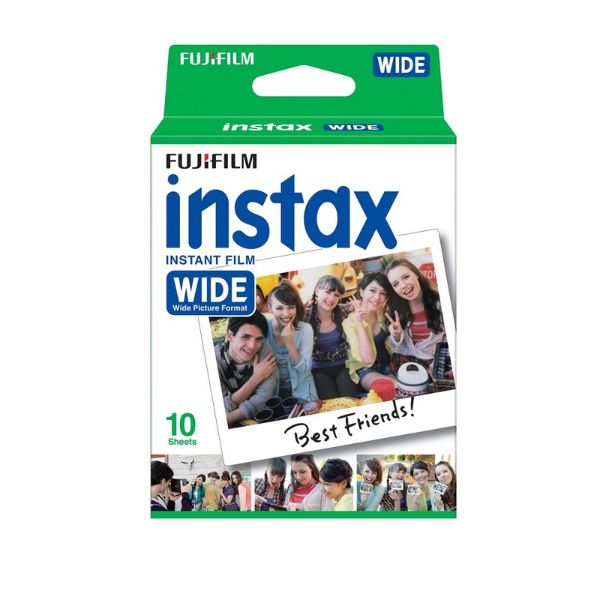 FUJIFILM
WIDE
instax WIDE
FUJIFILM
instax
INSTANT FILM
WIDE
Wide Picture Format
10
Sheets
Best Friends!